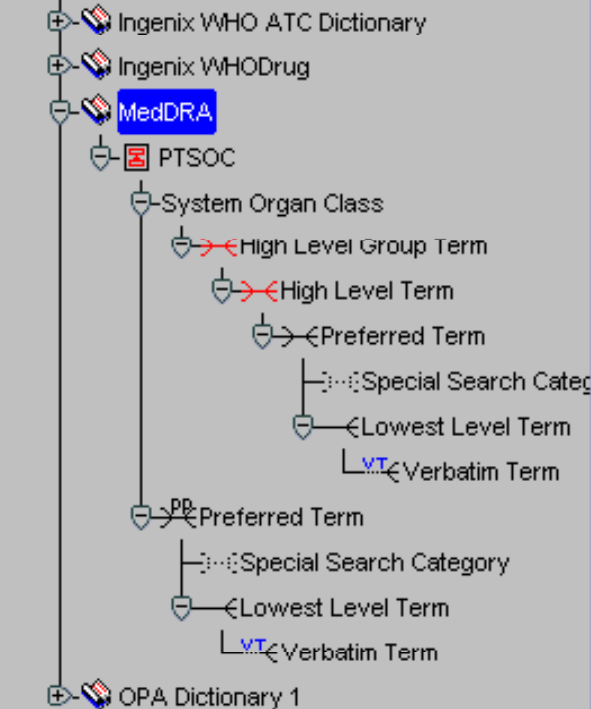 Ingenix WHO ATC Dictionary
Ingenix WHODrug
MedDRA
PTSOC
System Organ Class
High Level Group Term
High Level Term
Preferred Term
Special Search Categ
Lowest Level Term
VT Verbatim Term
PP Preferred Term
Special Search Category
Lowest Level Term
VT Verbatim Term
OPA Dictionary 1